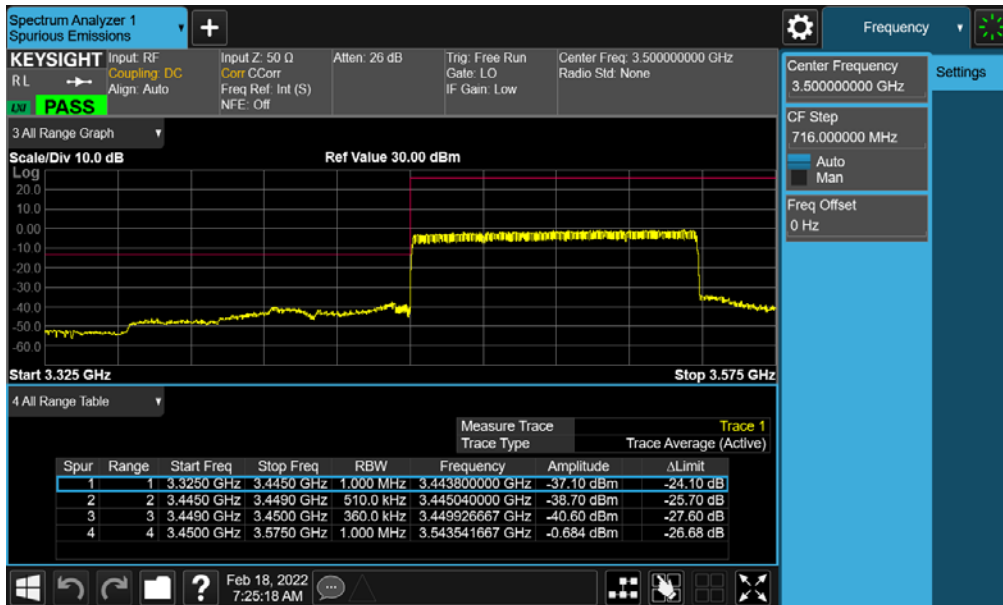 Spectrum Analyzer 1
Spurious Emissions
+
Frequency
KEYSIGHT
R L
LXI PASS
Input: RF
Coupling: DC
Align: Auto
Input Z: 50 Ω
Corr CCorr
Freq Ref: Int (S)
NFE: Off
Atten: 26 dB
Trig: Free Run
Gate: LO
IF Gain: Low
Center Freq: 3.500000000 GHz
Radio Std: None
Center Frequency
3.500000000 GHz
Settings
CF Step
716.000000 MHz
Auto
Man
Freq Offset
0 Hz
3 All Range Graph
Scale/Div 10.0 dB Ref Value 30.00 dBm
Log
20.0
10.0
0.00
-10.0
-20.0
-30.0
-40.0
-50.0
-60.0
Start 3.325 GHz Stop 3.575 GHz
4 All Range Table
Measure Trace Trace 1
Trace Type Trace Average (Active)
Spur Range Start Freq Stop Freq RBW Frequency Amplitude ΔLimit
1 1 3.3250 GHz 3.4450 GHz 1.000 MHz 3.443800000 GHz -37.10 dBm -24.10 dB
2 2 3.4450 GHz 3.4490 GHz 510.0 kHz 3.445040000 GHz -38.70 dBm -25.70 dB
3 3 3.4490 GHz 3.4500 GHz 360.0 kHz 3.449926667 GHz -40.60 dBm -27.60 dB
4 4 3.4500 GHz 3.5750 GHz 1.000 MHz 3.543541667 GHz -0.684 dBm -26.68 dB
? Feb 18, 2022
7:25:18 AM